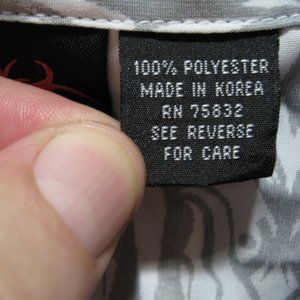 100% POLYESTER
MADE IN KOREA
RN 75832
SEE REVERSE
FOR CARE